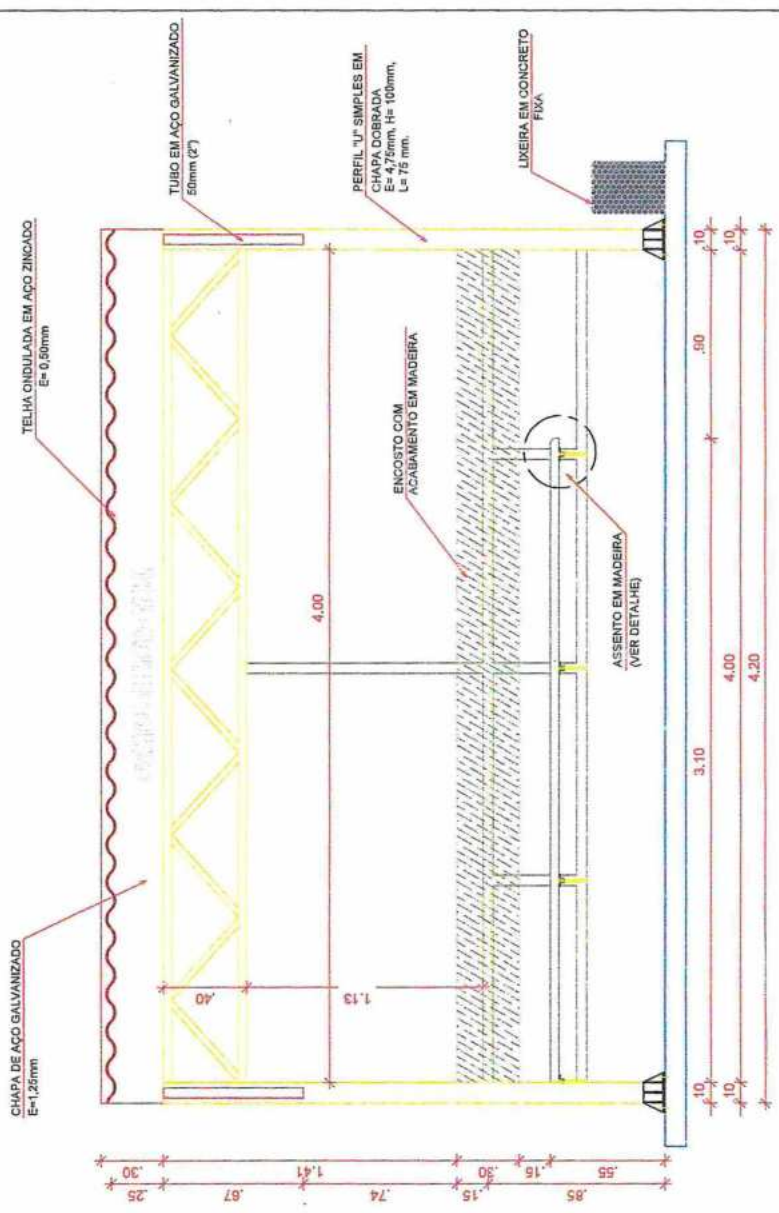 CHAPA DE AÇO GALVANIZADO
E=1,25mm
TELHA ONDULADA EM AÇO ZINCADO
E= 0,50mm
TUBO EM AÇO GALVANIZADO
50mm (2")
PERFIL "U" SIMPLES EM
CHAPA DOBRADA
E= 4,75mm, H= 100mm,
L= 75 mm.
LIXEIRA EM CONCRETO
FIXA
ENCOSTO COM
ACABAMENTO EM MADEIRA
ASSENTO EM MADEIRA
(VER DETALHE)
4.00
.40
1.13
.30
1.41
.30
.15
.55
.25
.67
.74
.15
.85
10
3.10
.90
10
10
4.00
10
4.20